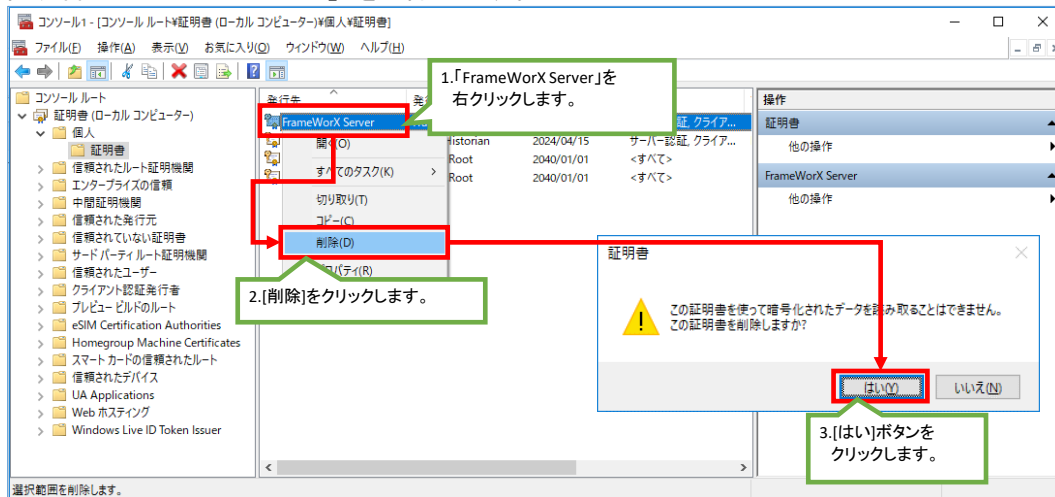 コンソール1 - [コンソール ルート¥証明書 (ローカル コンピューター)¥個人¥証明書]
ファイル(F) 操作(A) 表示(V) お気に入り(O) ウィンドウ(W) ヘルプ(H)
コンソール ルート
証明書 (ローカル コンピューター)
個人
証明書
信頼されたルート証明機関
エンタープライズの信頼
中間証明機関
信頼された発行元
信頼されていない証明書
サード パーティ ルート証明機関
信頼されたユーザー
クライアント認証発行者
プレビュー ビルドのルート
eSIM Certification Authorities
Homegroup Machine Certificates
スマート カードの信頼されたルート
信頼されたデバイス
UA Applications
Web ホスティング
Windows Live ID Token Issuer
発行先
1.「FrameWorX Server」を
右クリックします。
FrameWorX Server 証, クライア...
Historian 2024/04/15 サーバー認証, クライア...
Root 2040/01/01 <すべて>
Root 2040/01/01 <すべて>
開く(O)
すべてのタスク(K)
切り取り(T)
コピー(C)
削除(D)
プロパティ(R)
2.[削除]をクリックします。
操作
証明書
他の操作
FrameWorX Server
他の操作
証明書
この証明書を使って暗号化されたデータを読み取ることはできません。
この証明書を削除しますか?
はい(Y) いいえ(N)
3.[はい]ボタンを
クリックします。
選択範囲を削除します。